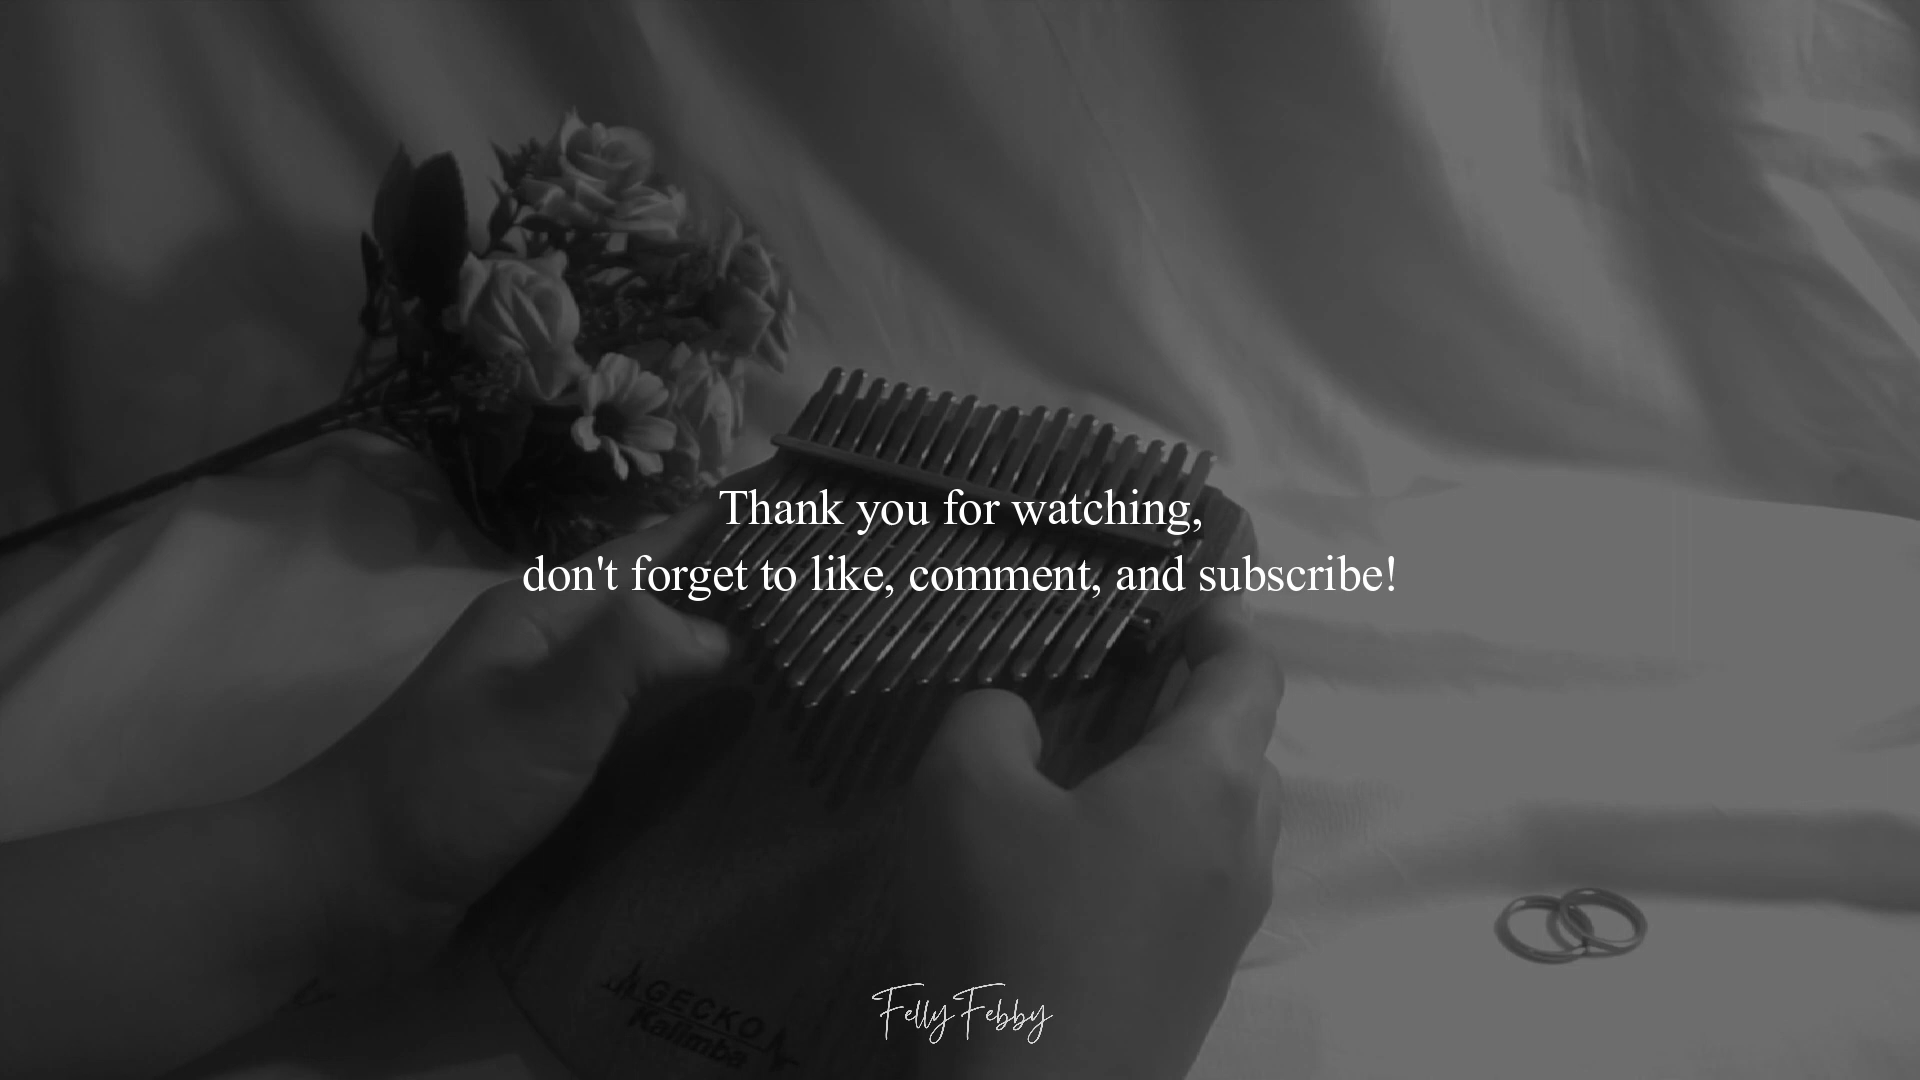 Thank you for watching,
don't forget to like, comment, and subscribe!
GECKO
Kalimba
Felly Febby